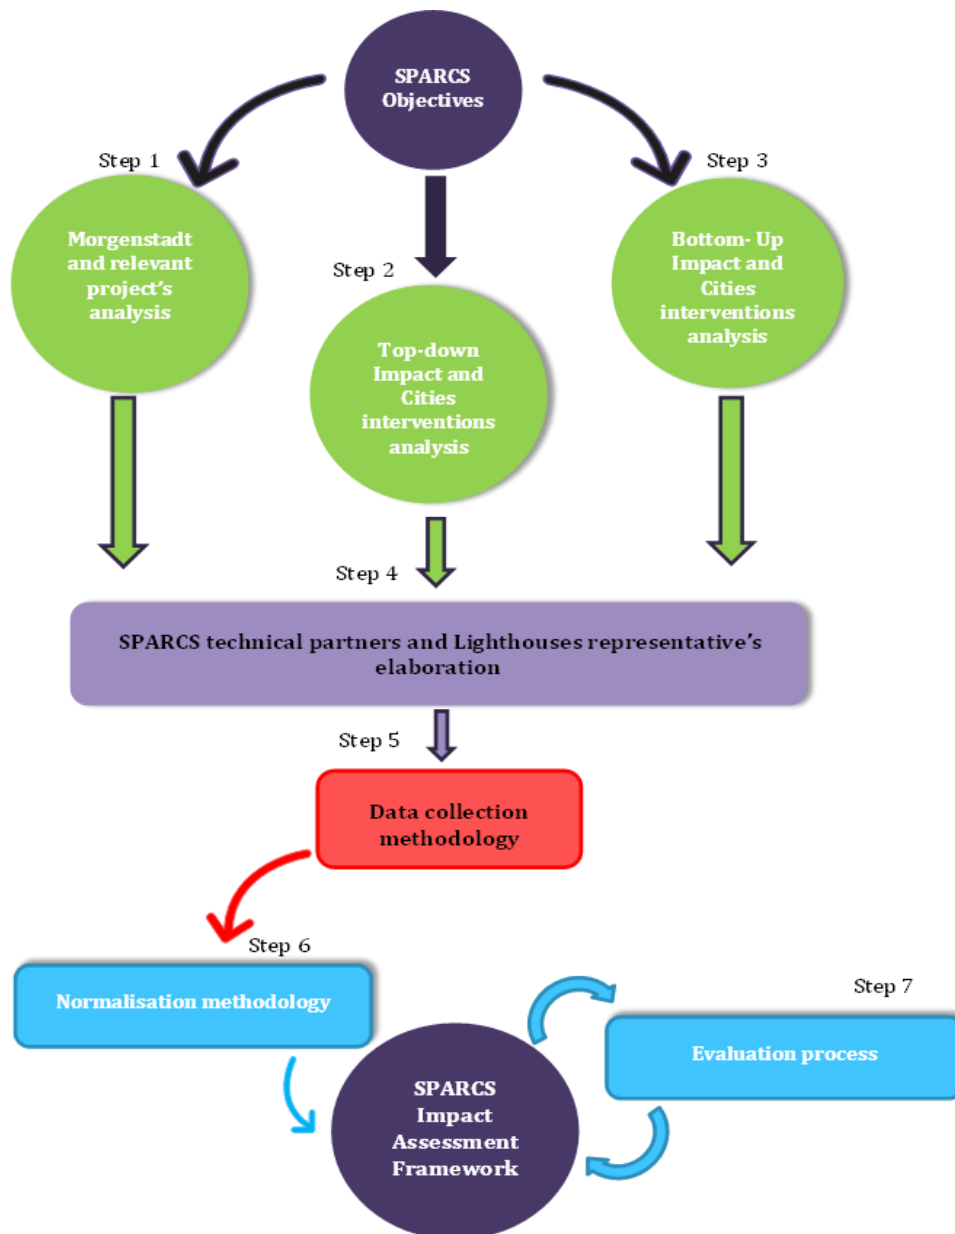 SPARCS
Objectives
Step 1
Step 3
Morgenstadt
and relevant
project's
analysis
Bottom- Up
Impact and
Cities
interventions
analysis
Step 2
Top-down
Impact and
Cities
interventions
analysis
Step 4
SPARCS technical partners and Lighthouses representative's
elaboration
Step 5
Data collection
methodology
Step 6
Normalisation methodology
Step 7
Evaluation process
SPARCS
Impact
Assessment
Framework